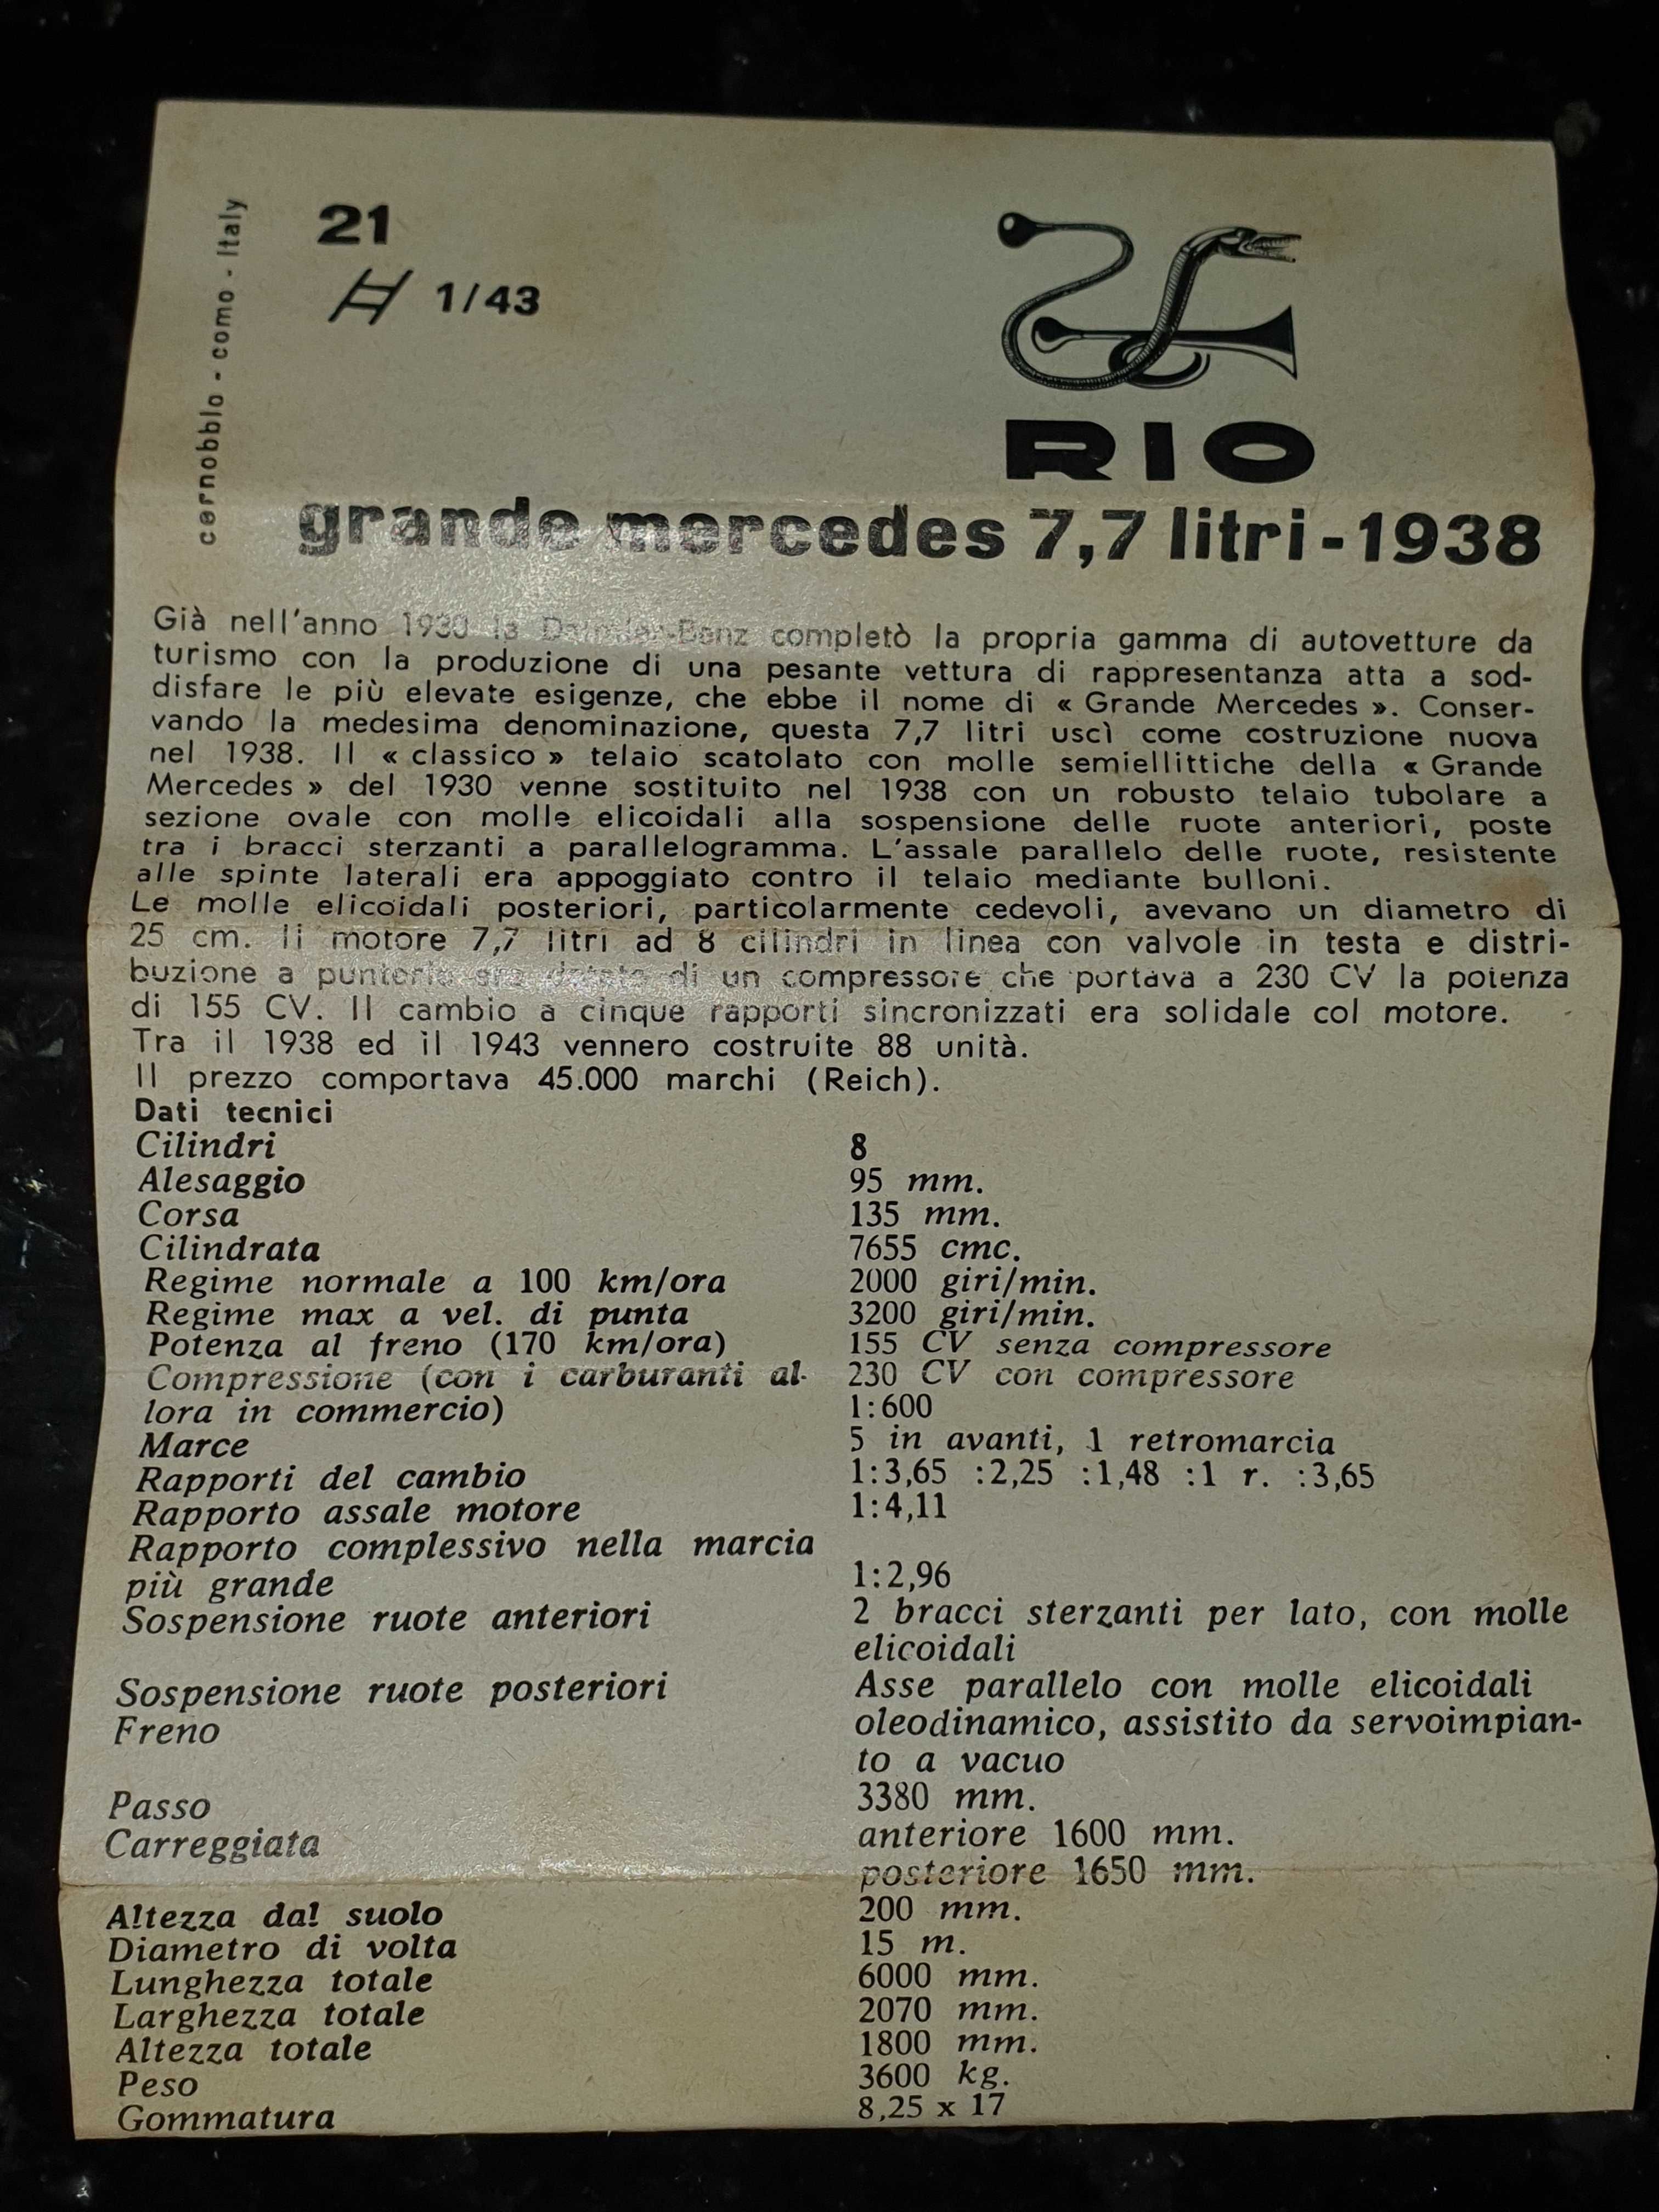 cernobbio - como - Italy
21
1/43
RIO
grande mercedes 7,7 litri - 1938
Già nell'anno 1930 la Daimler-Benz completò la propria gamma di autovetture da
turismo con la produzione di una pesante vettura di rappresentanza atta a sod-
disfare le più elevate esigenze, che ebbe il nome di « Grande Mercedes ». Conser-
vando la medesima denominazione, questa 7,7 litri uscì come costruzione nuova
nel 1938. Il « classico » telaio scatolato con molle semiellittiche della « Grande
Mercedes » del 1930 venne sostituito nel 1938 con un robusto telaio tubolare a
sezione ovale con molle elicoidali alla sospensione delle ruote anteriori, poste
tra i bracci sterzanti a parallelogramma. L'assale parallelo delle ruote, resistente
alle spinte laterali era appoggiato contro il telaio mediante bulloni.
Le molle elicoidali posteriori, particolarmente cedevoli, avevano un diametro di
25 cm. Il motore 7,7 litri ad 8 cilindri in linea con valvole in testa e distri-
buzione a punterie era dotato di un compressore che portava a 230 CV la potenza
di 155 CV. Il cambio a cinque rapporti sincronizzati era solidale col motore.
Tra il 1938 ed il 1943 vennero costruite 88 unità.
Il prezzo comportava 45.000 marchi (Reich).
Dati tecnici
Cilindri 8
Alesaggio 95 mm.
Corsa 135 mm.
Cilindrata 7655 cmc.
Regime normale a 100 km/ora 2000 giri/min.
Regime max a vel. di punta 3200 giri/min.
Potenza al freno (170 km/ora) 155 CV senza compressore
Compressione (con i carburanti al- 230 CV con compressore
lora in commercio) 1:600
Marce 5 in avanti, 1 retromarcia
Rapporti del cambio 1:3,65 :2,25 :1,48 :1 r. :3,65
Rapporto assale motore 1:4,11
Rapporto complessivo nella marcia
più grande 1:2,96
Sospensione ruote anteriori 2 bracci sterzanti per lato, con molle
elicoidali
Sospensione ruote posteriori Asse parallelo con molle elicoidali
Freno oleodinamico, assistito da servoimpian-
to a vacuo
Passo 3380 mm.
Carreggiata anteriore 1600 mm.
posteriore 1650 mm.
Altezza dal suolo 200 mm.
Diametro di volta 15 m.
Lunghezza totale 6000 mm.
Larghezza totale 2070 mm.
Altezza totale 1800 mm.
Peso 3600 kg.
Gommatura 8,25 x 17